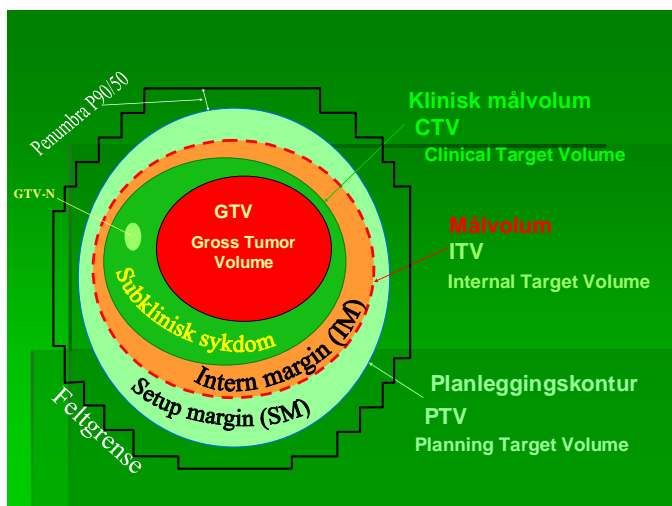 Penumbra P90/50
Klinisk målvolum
CTV
Clinical Target Volume
GTV-N
GTV
Gross Tumor
Volume
Målvolum
ITV
Internal Target Volume
Subklinisk sykdom
Intern margin (IM)
Setup margin (SM)
Planleggingskontur
PTV
Planning Target Volume
Feltgrense